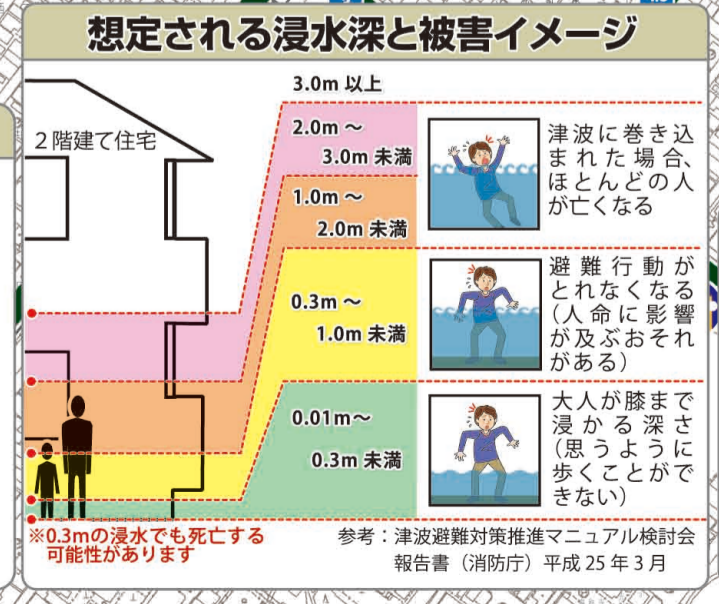 想定される浸水深と被害イメージ
3.0m 以上
2階建て住宅
2.0m ～
3.0m 未満
津波に巻き込
まれた場合、
ほとんどの人
が亡くなる
1.0m ～
2.0m 未満
0.3m ～
1.0m 未満
避難行動が
とれなくなる
（人命に影響
が及ぶおそれ
がある）
0.01m～
0.3m 未満
大人が膝まで
浸かる深さ
（思うように
歩くことがで
きない）
※0.3mの浸水でも死亡する
可能性があります
参考：津波避難対策推進マニュアル検討会
報告書（消防庁）平成 25 年 3 月